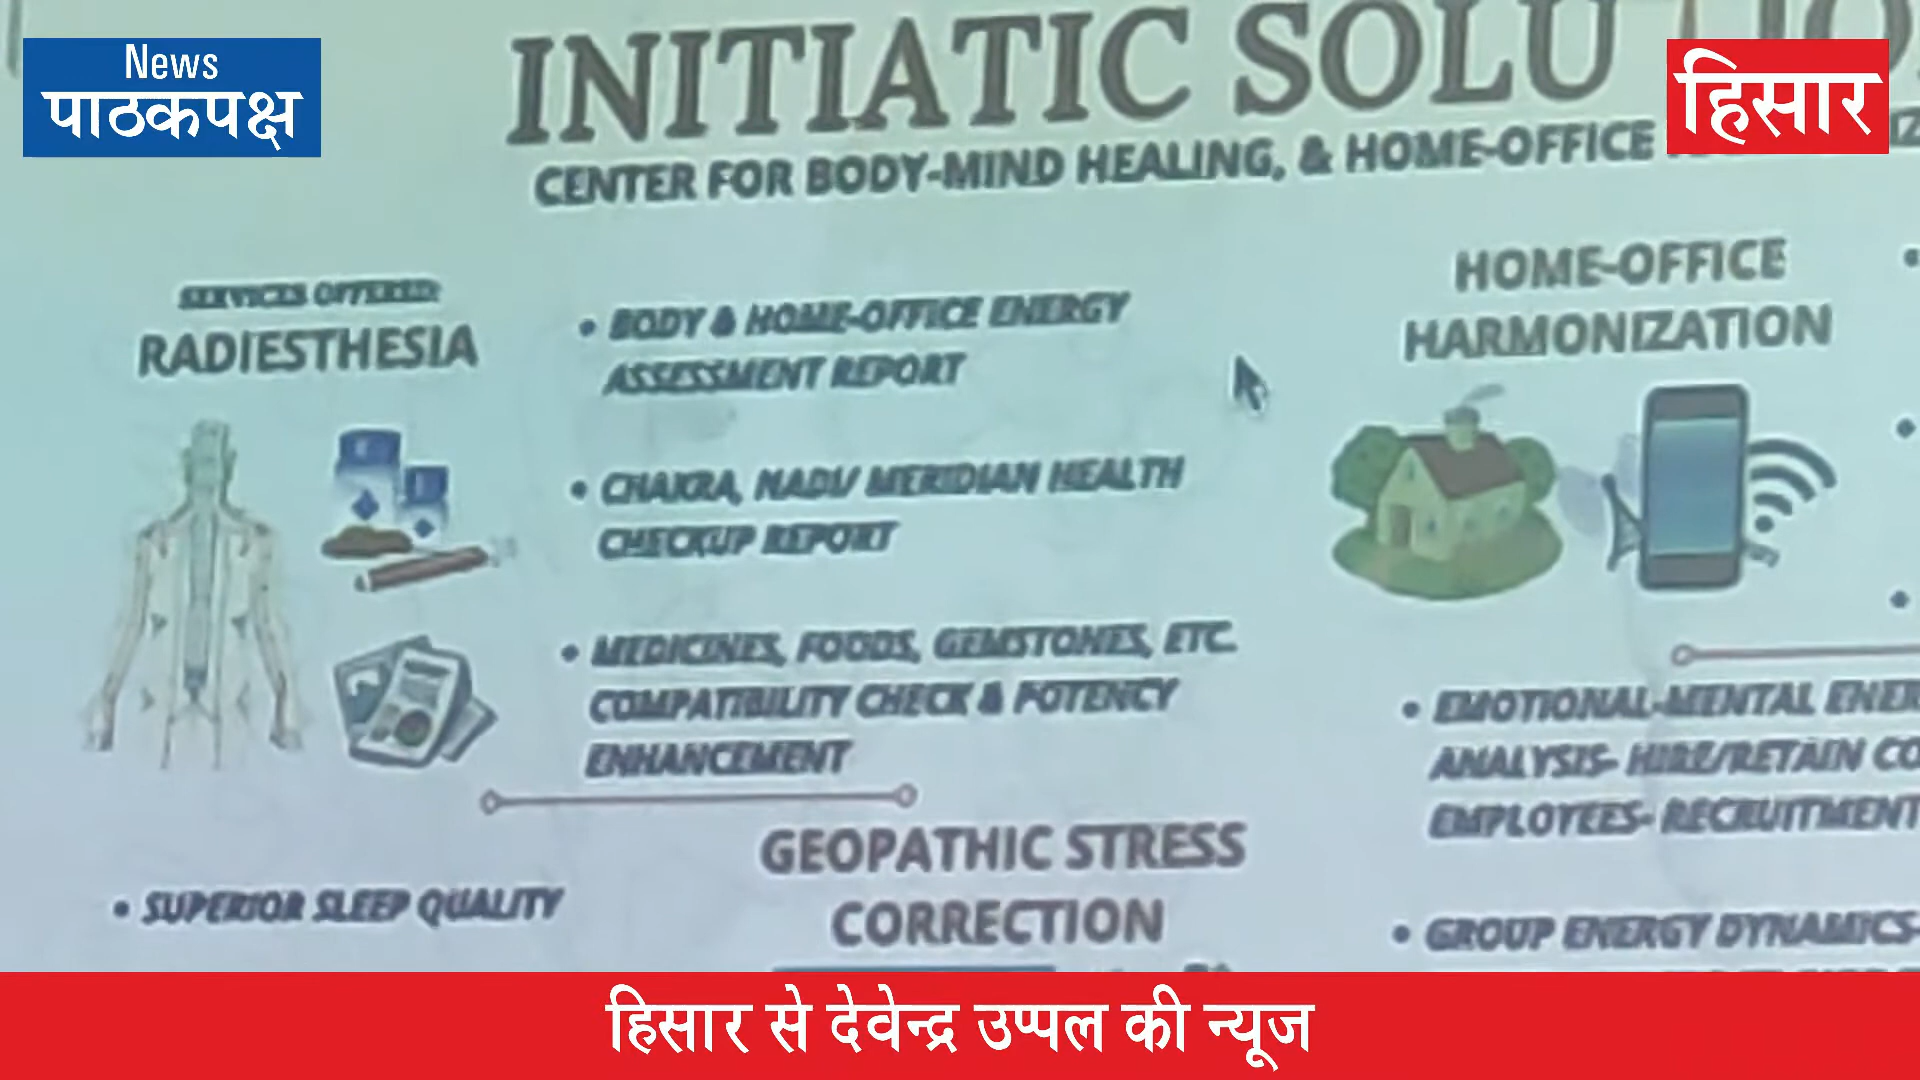 News
पाठकपक्ष
हिसार
INITIATIC SOLU
CENTER FOR BODY-MIND HEALING, & HOME-OFFICE
SERVICES OFFERED
RADIESTHESIA
• BODY & HOME-OFFICE ENERGY
ASSESSMENT REPORT
• CHAKRA, NADI/ MERIDIAN HEALTH
CHECKUP REPORT
• MEDICINES, FOODS, GEMSTONES, ETC.
COMPATIBILITY CHECK & POTENCY
ENHANCEMENT
HOME-OFFICE
HARMONIZATION
• EMOTIONAL-MENTAL
ANALYSIS- HIRE/RETAIN
EMPLOYEES- RECRUITMENT
• GROUP ENERGY DYNAMICS-
GEOPATHIC STRESS
CORRECTION
• SUPERIOR SLEEP QUALITY
हिसार से देवेन्द्र उप्पल की न्यूज